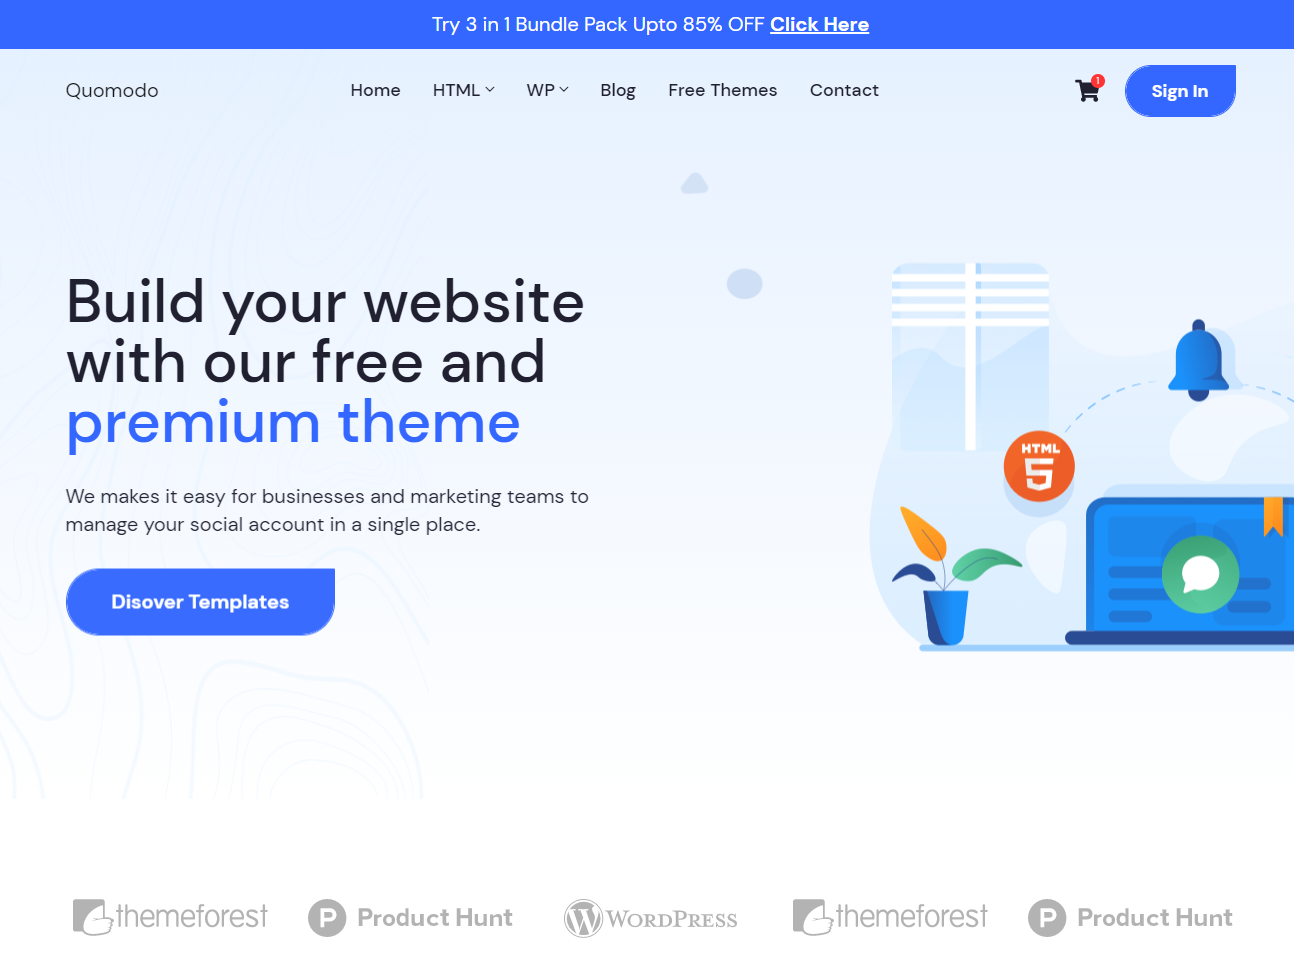 Try 3 in 1 Bundle Pack Upto 85% OFF Click Here
Quomodo
Home HTML WP Blog Free Themes Contact
1
Sign In
Build your website
with our free and
premium theme
HTML
5
We makes it easy for businesses and marketing teams to
manage your social account in a single place.
Disover Templates
themeforest
P Product Hunt
W WORDPRESS
themeforest
P Product Hunt